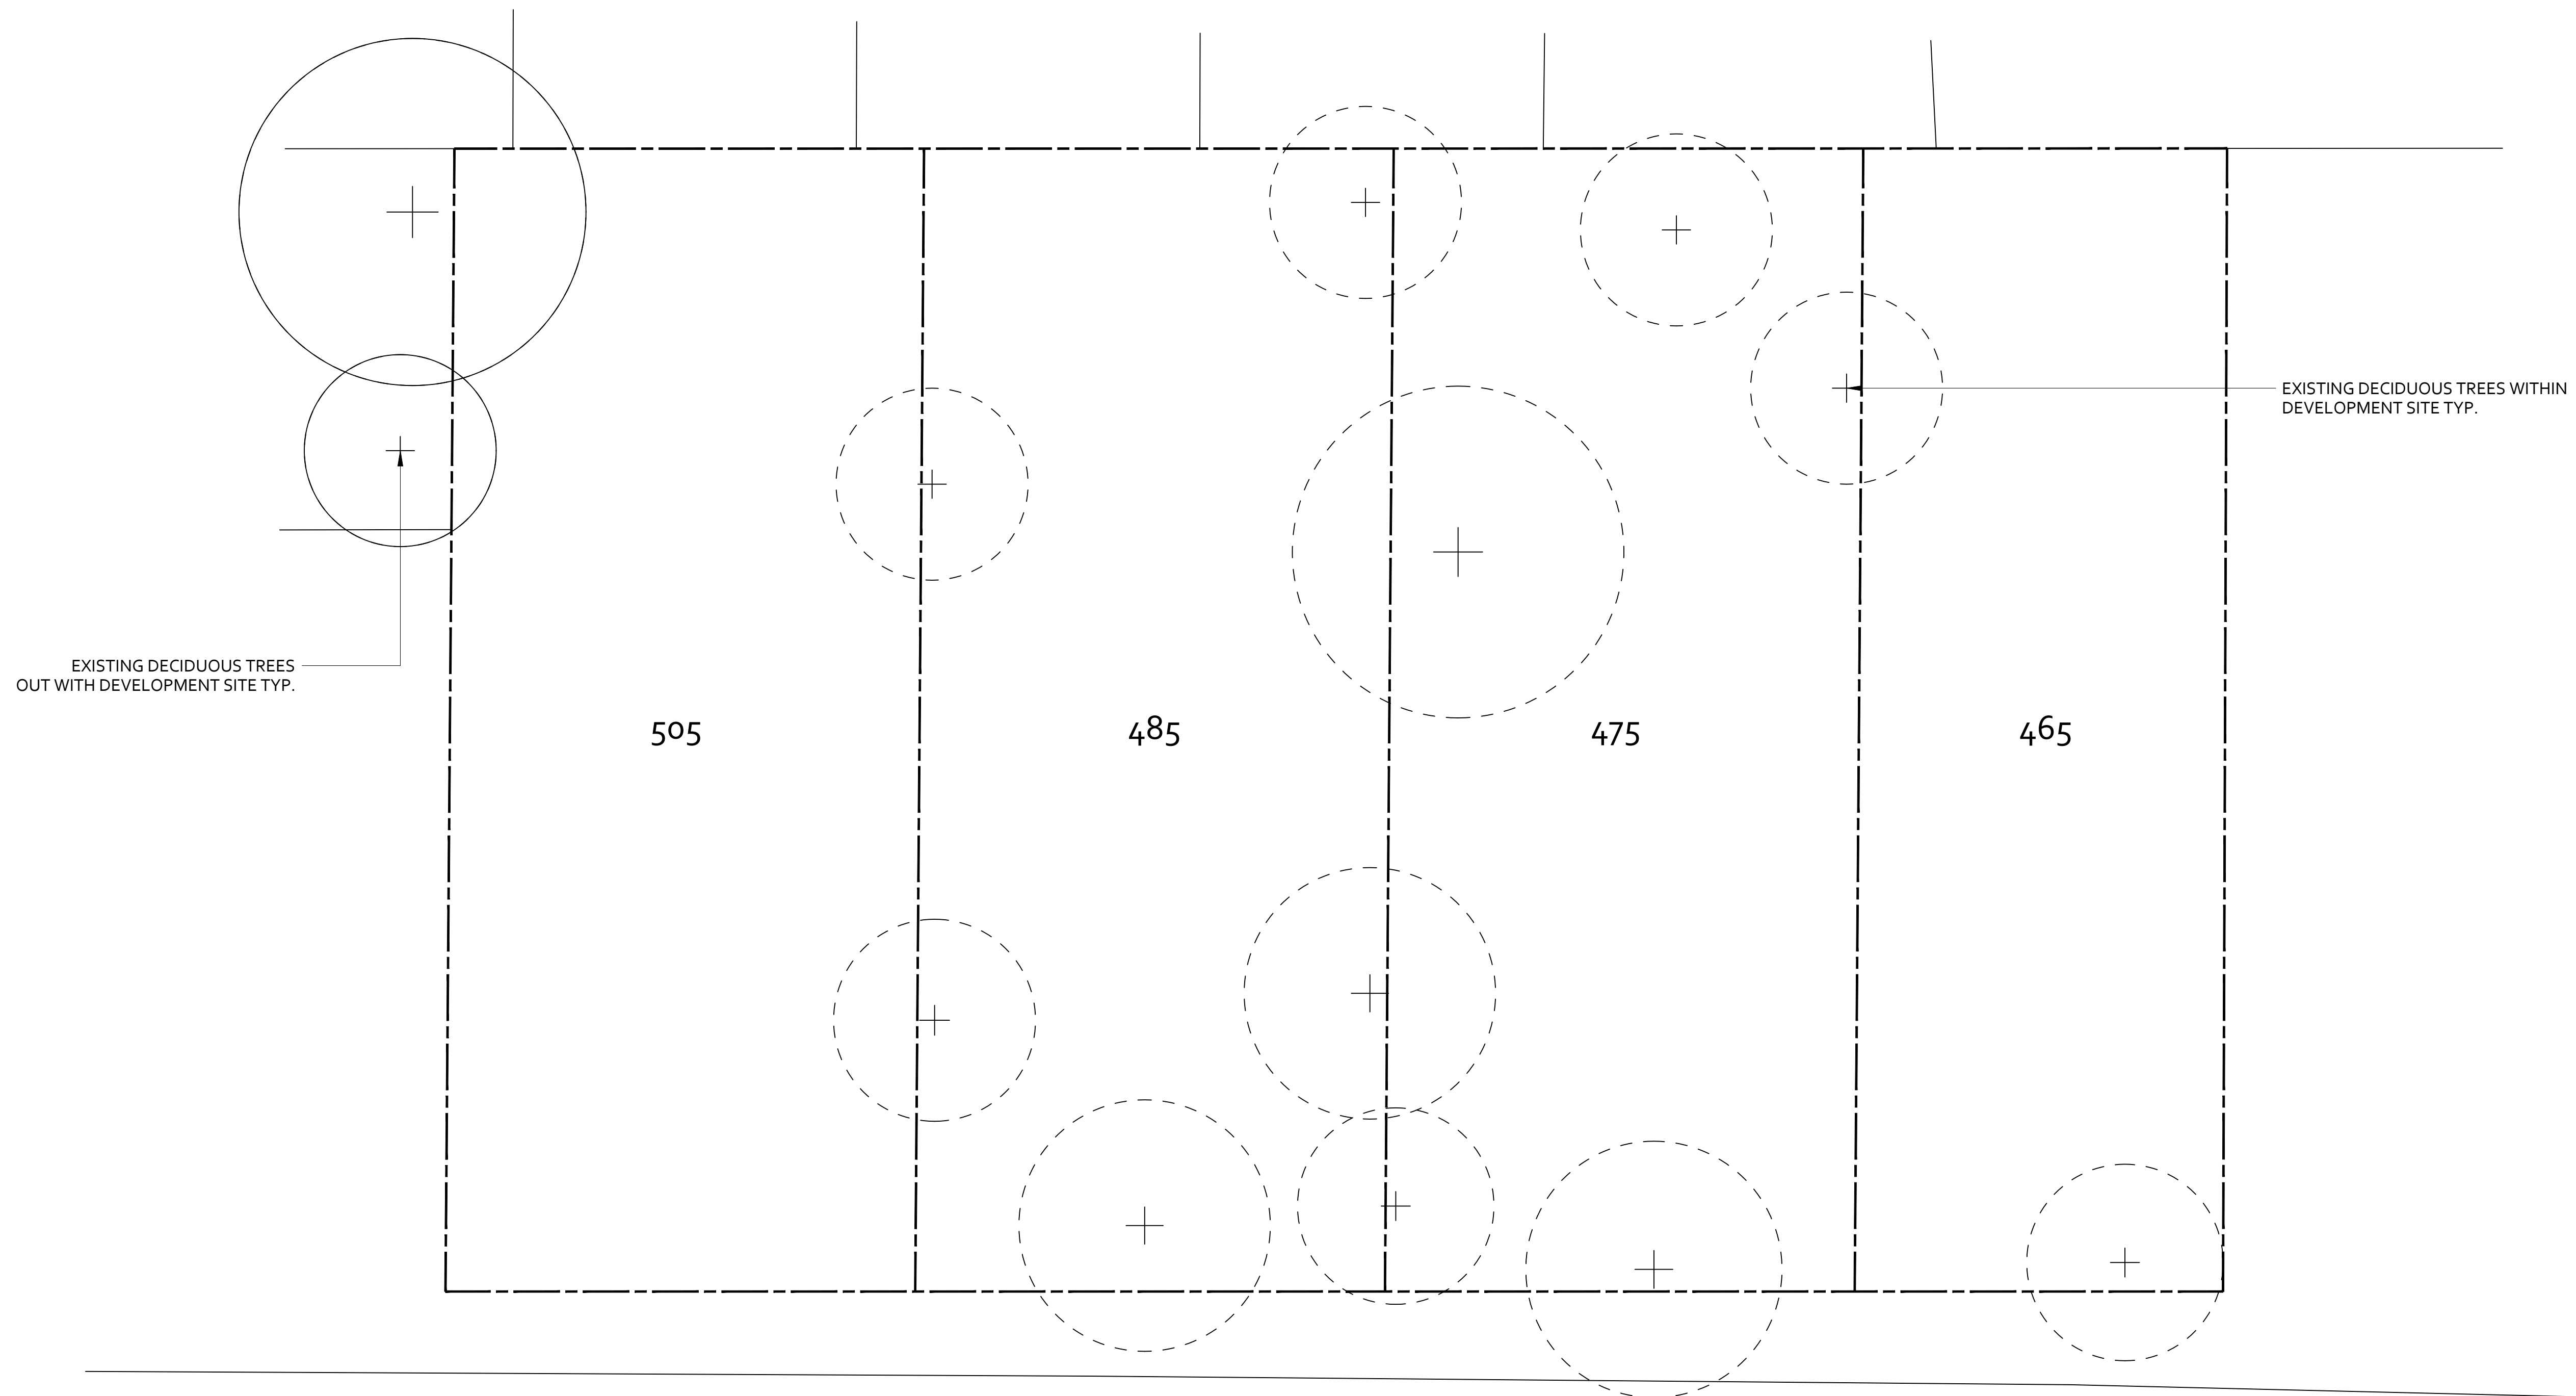 EXISTING DECIDUOUS TREES WITHIN
DEVELOPMENT SITE TYP.
EXISTING DECIDUOUS TREES
OUT WITH DEVELOPMENT SITE TYP.
505
485
475
465